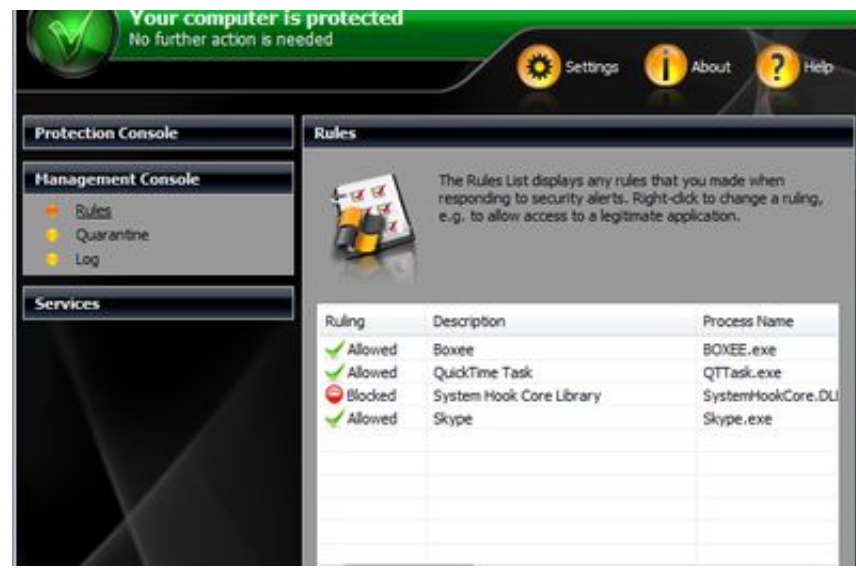 Your computer is protected
No further action is needed
Settings
About
Help
Protection Console
Management Console
Rules
Quarantine
Log
Services
Rules
The Rules List displays any rules that you made when
responding to security alerts. Right-click to change a ruling,
e.g. to allow access to a legitimate application.
Ruling Description Process Name
Allowed Boxee BOXEE.exe
Allowed QuickTime Task QTTask.exe
Blocked System Hook Core Library SystemHookCore.DLl
Allowed Skype Skype.exe